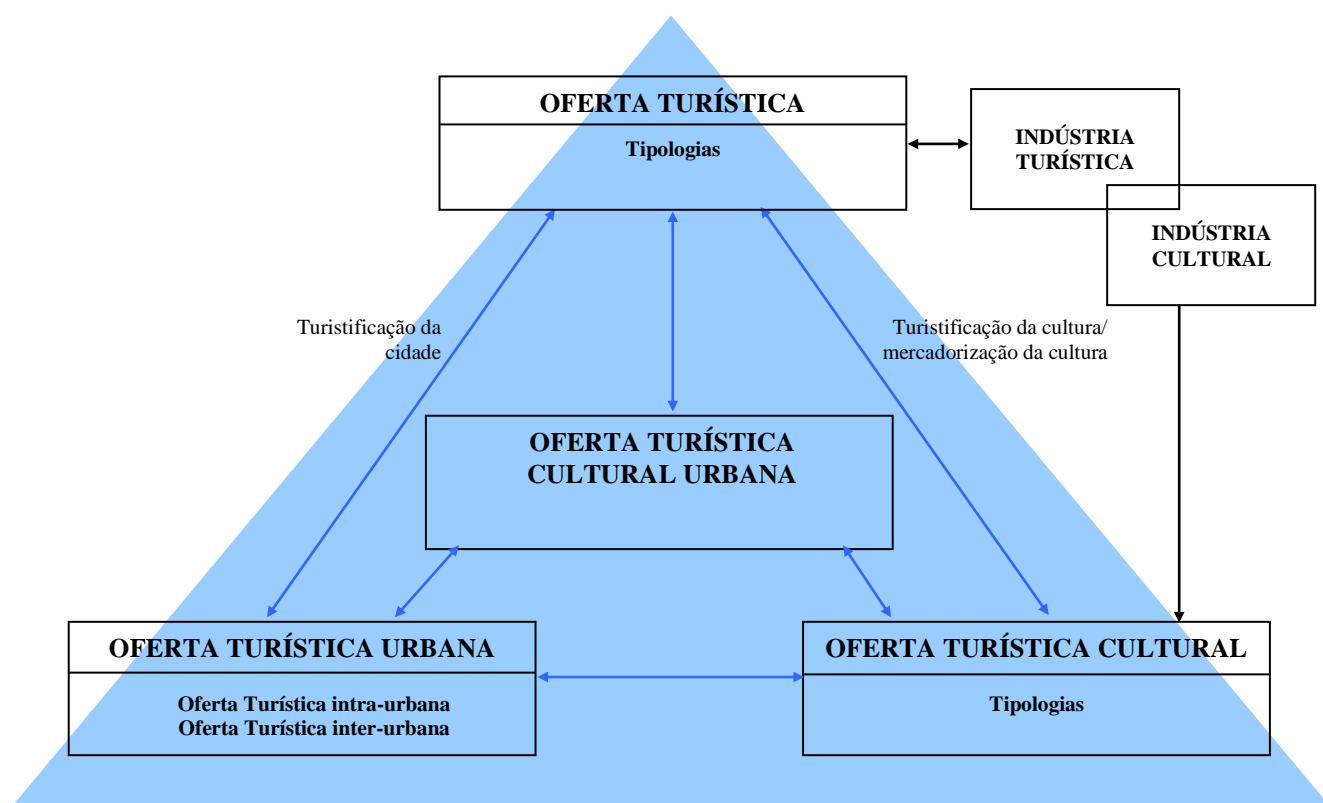 OFERTA TURÍSTICA
Tipologias
INDÚSTRIA
TURÍSTICA
INDÚSTRIA
CULTURAL
Turistificação da
cidade
Turistificação da cultura/
mercadorização da cultura
OFERTA TURÍSTICA
CULTURAL URBANA
OFERTA TURÍSTICA URBANA
Oferta Turística intra-urbana
Oferta Turística inter-urbana
OFERTA TURÍSTICA CULTURAL
Tipologias